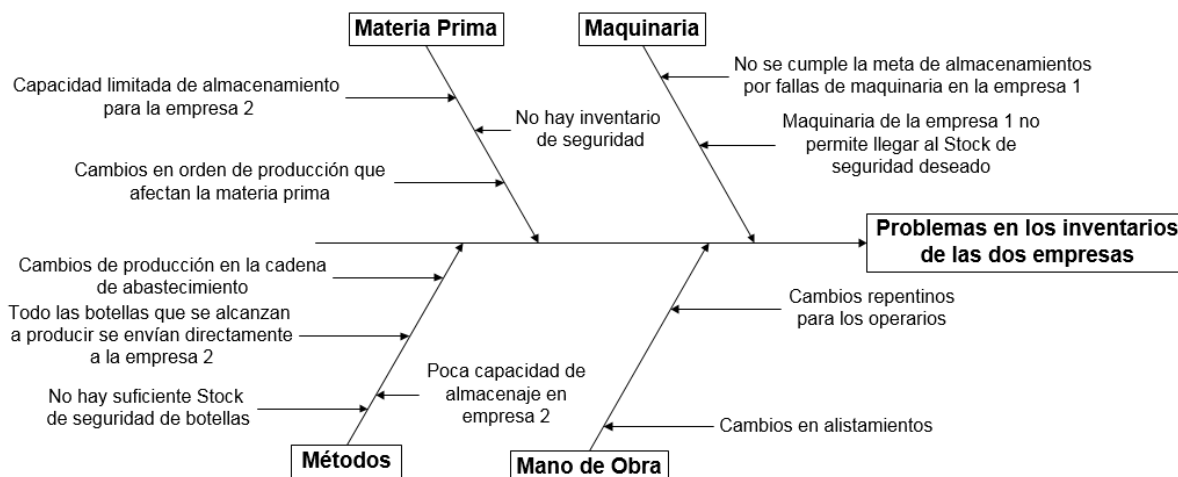 Materia Prima
Maquinaria
Capacidad limitada de almacenamiento
para la empresa 2
No hay inventario
de seguridad
Cambios en orden de producción que
afectan la materia prima
No se cumple la meta de almacenamientos
por fallas de maquinaria en la empresa 1
Maquinaria de la empresa 1 no
permite llegar al Stock de
seguridad deseado
Problemas en los inventarios
de las dos empresas
Cambios de producción en la cadena
de abastecimiento
Todo las botellas que se alcanzan
a producir se envían directamente
a la empresa 2
No hay suficiente Stock
de seguridad de botellas
Poca capacidad de
almacenaje en
empresa 2
Cambios repentinos
para los operarios
Cambios en alistamientos
Métodos
Mano de Obra